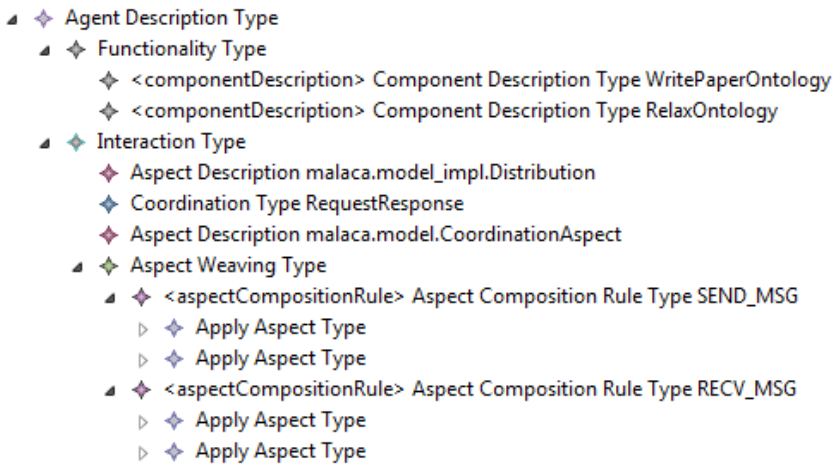 Agent Description Type
Functionality Type
<componentDescription> Component Description Type WritePaperOntology
<componentDescription> Component Description Type RelaxOntology
Interaction Type
Aspect Description malaca.model_impl.Distribution
Coordination Type RequestResponse
Aspect Description malaca.model.CoordinationAspect
Aspect Weaving Type
<aspectCompositionRule> Aspect Composition Rule Type SEND_MSG
Apply Aspect Type
Apply Aspect Type
<aspectCompositionRule> Aspect Composition Rule Type RECV_MSG
Apply Aspect Type
Apply Aspect Type